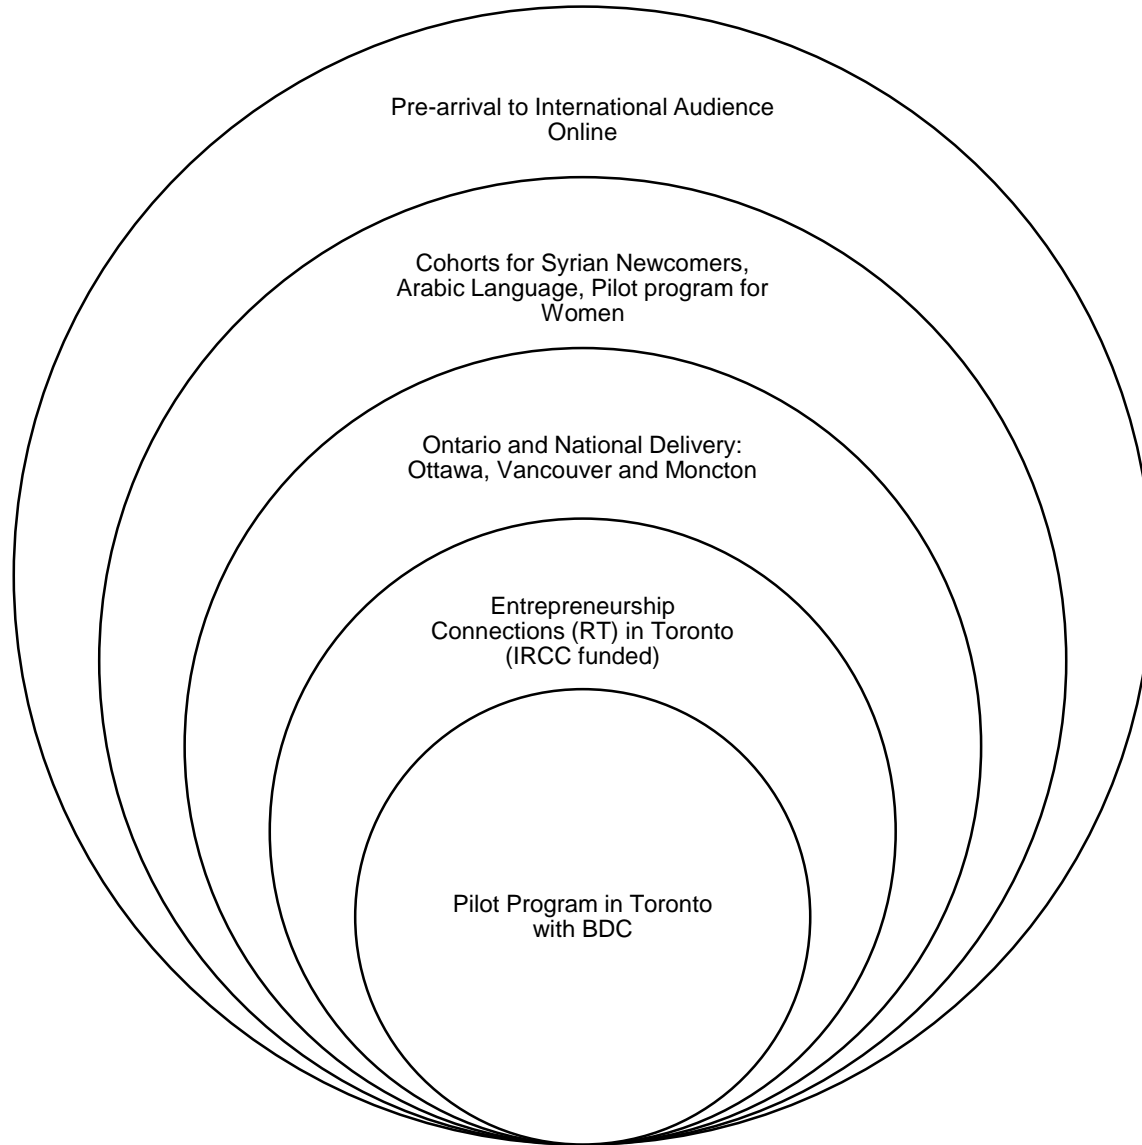 Pre-arrival to International Audience
Online
Cohorts for Syrian Newcomers,
Arabic Language, Pilot program for
Women
Ontario and National Delivery:
Ottawa, Vancouver and Moncton
Entrepreneurship
Connections (RT) in Toronto
(IRCC funded)
Pilot Program in Toronto
with BDC